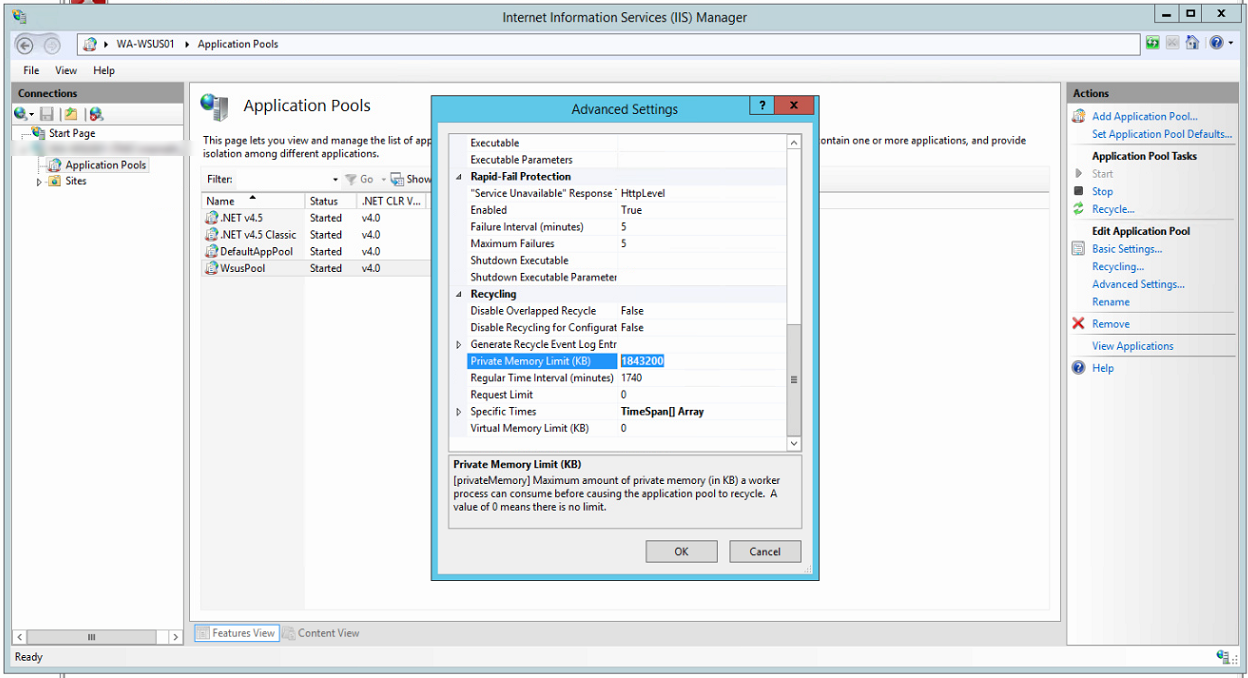 Internet Information Services (IIS) Manager
WA-WSUS01 Application Pools
File View Help
Connections
Start Page
Application Pools
Sites
Application Pools
This page lets you view and manage the list of app
ontain one or more applications, and provide
isolation among different applications.
Filter: Go Show
Name Status .NET CLR V...
.NET v4.5 Started v4.0
.NET v4.5 Classic Started v4.0
DefaultAppPool Started v4.0
WsusPool Started v4.0
Advanced Settings ? X
Executable
Executable Parameters
Rapid-Fail Protection
"Service Unavailable" Response HttpLevel
Enabled True
Failure Interval (minutes) 5
Maximum Failures 5
Shutdown Executable
Shutdown Executable Parameter
Recycling
Disable Overlapped Recycle False
Disable Recycling for Configurat False
Generate Recycle Event Log Entr
Private Memory Limit (KB) 1843200
Regular Time Interval (minutes) 1740
Request Limit 0
Specific Times TimeSpan[] Array
Virtual Memory Limit (KB) 0
Private Memory Limit (KB)
[privateMemory] Maximum amount of private memory (in KB) a worker
process can consume before causing the application pool to recycle. A
value of 0 means there is no limit.
OK Cancel
Actions
Add Application Pool...
Set Application Pool Defaults...
Application Pool Tasks
Start
Stop
Recycle...
Edit Application Pool
Basic Settings...
Recycling...
Advanced Settings...
Rename
Remove
View Applications
Help
Features View Content View
Ready